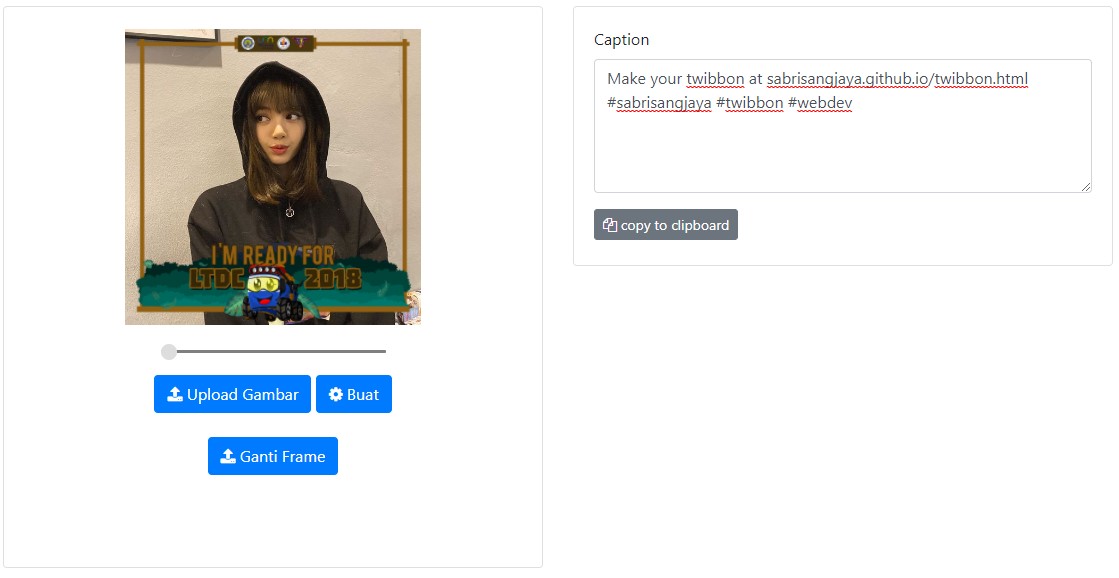 I'M READY FOR
LTDC 2018
Upload Gambar
Buat
Ganti Frame
Caption
Make your twibbon at sabrisangjaya.github.io/twibbon.html
#sabrisangjaya #twibbon #webdev
copy to clipboard